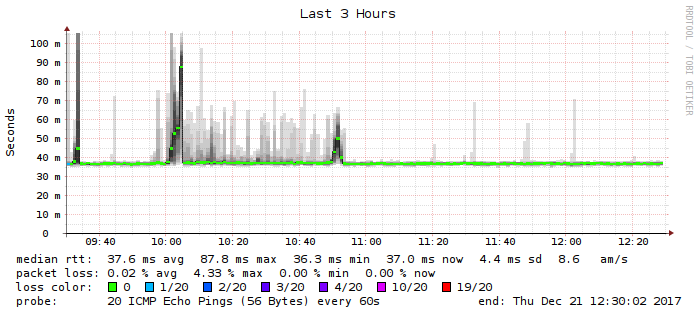 Last 3 Hours
RRDTOOL / TOBI OETIKER
Seconds
100 m
90 m
80 m
70 m
60 m
50 m
40 m
30 m
20 m
10 m
0
09:40 10:00 10:20 10:40 11:00 11:20 11:40 12:00 12:20
median rtt: 37.6 ms avg 87.8 ms max 36.3 ms min 37.0 ms now 4.4 ms sd 8.6 am/s
packet loss: 0.02 % avg 4.33 % max 0.00 % min 0.00 % now
loss color: 0 1/20 2/20 3/20 4/20 10/20 19/20
probe: 20 ICMP Echo Pings (56 Bytes) every 60s end: Thu Dec 21 12:30:02 2017